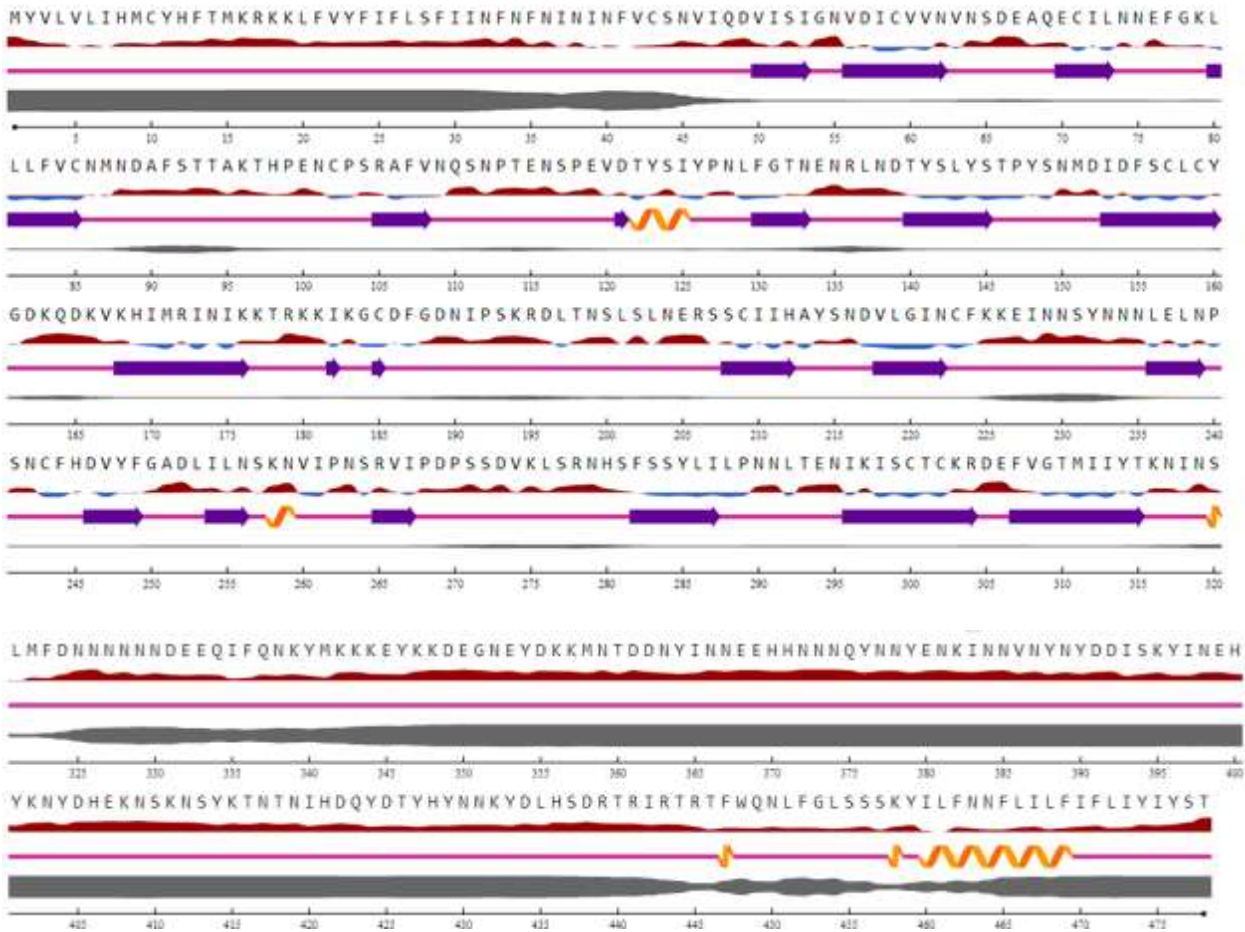 MYVLVLIHMCYHFTMKRKKLFVYFIFLSFIINFNFNININFVCSNVIQDVISIGNVDICVVNVNSDEAQECILNNEFGKL
5 10 15 20 25 30 35 40 45 50 55 60 65 70 75 80
LLFVCNMNDAFSTTAKTHPENCPSRAFVNQSNPTENSPEVDTYSIYPNLFGTNENRLNDTYSLYSTPYSNMDIDFSCLCY
85 90 95 100 105 110 115 120 125 130 135 140 145 150 155 160
GDKQDKVKHIMRINIKKTRKKIKGCDFGDNIPSKRDLTNSLSLNERSSCIIHAYSNDVLGINCFKKEINNSYNNNLELNP
165 170 175 180 185 190 195 200 205 210 215 220 225 230 235 240
SNCFHDVYFGADLILNSKNVIPNSRVIPDPSSDVKLSRNHSFSSYLILPNNLTENIKISCTCKRDEFVGTMIIYTKNINS
245 250 255 260 265 270 275 280 285 290 295 300 305 310 315 320
LMFDNNNNNNDEEQIFQNKYMKKKEYKKDEGNEYDKKMNTDDNYINNEEHHNNNQYNNYENKINNVNYNYDDISKYINEH
325 330 335 340 345 350 355 360 365 370 375 380 385 390 395 400
YKNYDHEKNSKNSYKTNTNIHDQYDTYHYNNKYDLHSDRTRIRTRTFWQNLFGLSSSKYILFNNFLILFIFLIYIYST
405 410 415 420 425 430 435 440 445 450 455 460 465 470 475